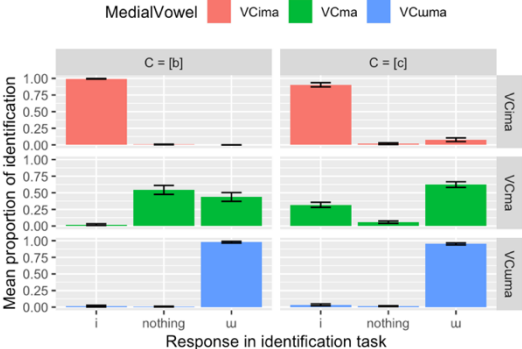 MedialVowel VCima VCma VCɯma
C = [b] C = [c]
Mean proportion of identification
1.00
0.75
0.50
0.25
0.00
VCima
1.00
0.75
0.50
0.25
0.00
VCma
1.00
0.75
0.50
0.25
0.00
VCɯma
i nothing ɯ i nothing ɯ
Response in identification task